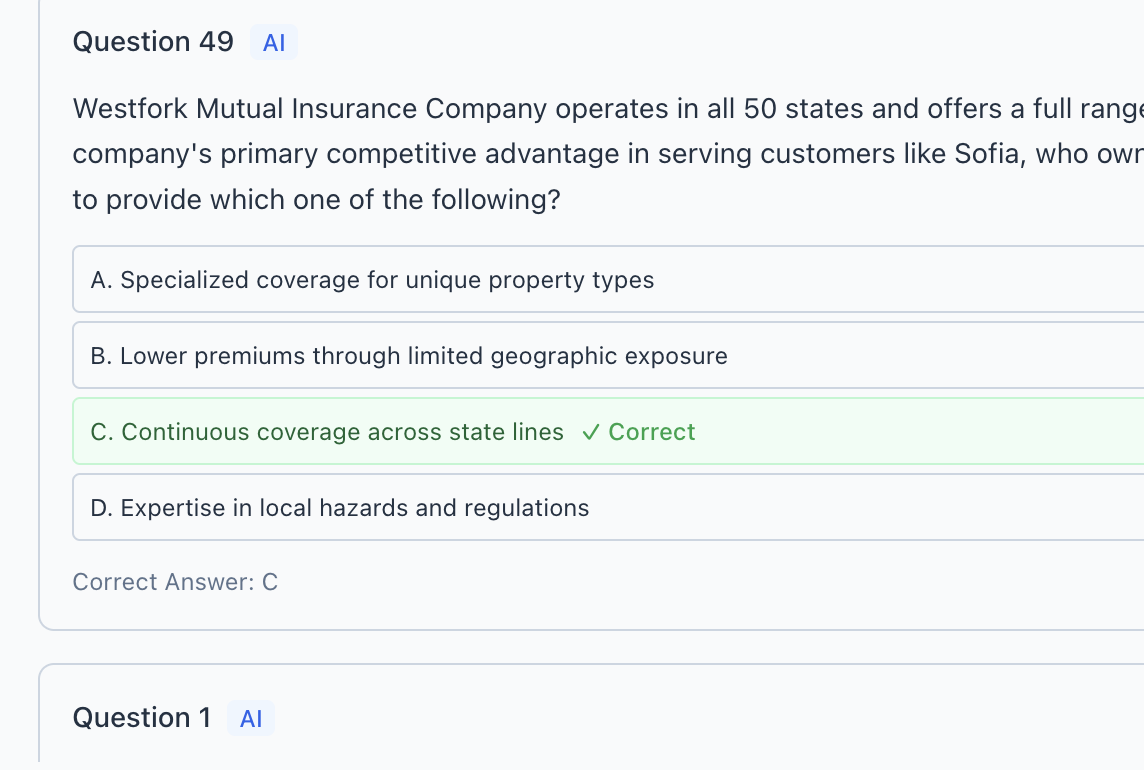 Question 49 AI
Westfork Mutual Insurance Company operates in all 50 states and offers a full range
company's primary competitive advantage in serving customers like Sofia, who own
to provide which one of the following?
A. Specialized coverage for unique property types
B. Lower premiums through limited geographic exposure
C. Continuous coverage across state lines ✓ Correct
D. Expertise in local hazards and regulations
Correct Answer: C
Question 1 AI